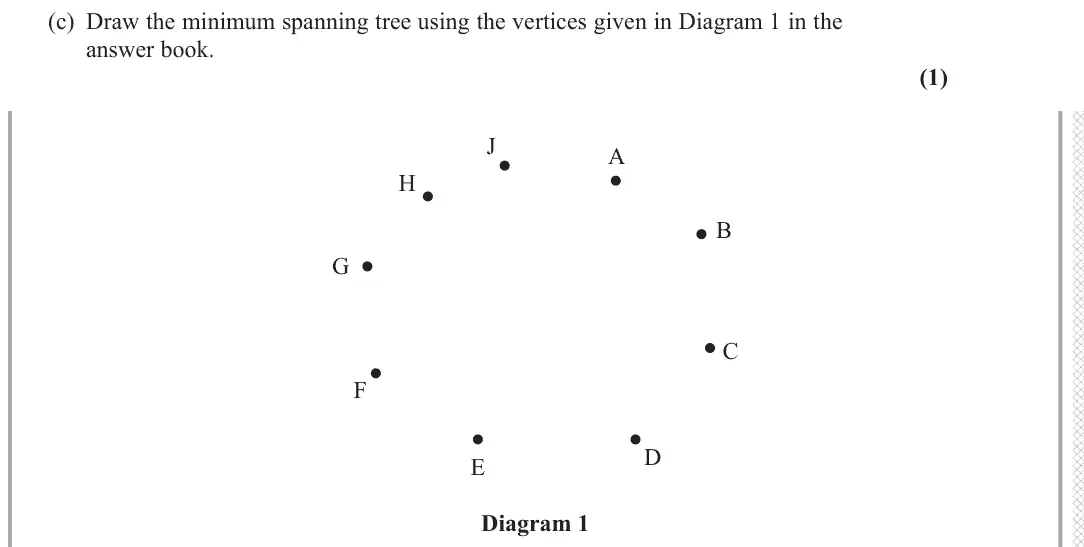 (c) Draw the minimum spanning tree using the vertices given in Diagram 1 in the
answer book.
(1)
J
A
H
B
G
C
F
D
E
Diagram 1